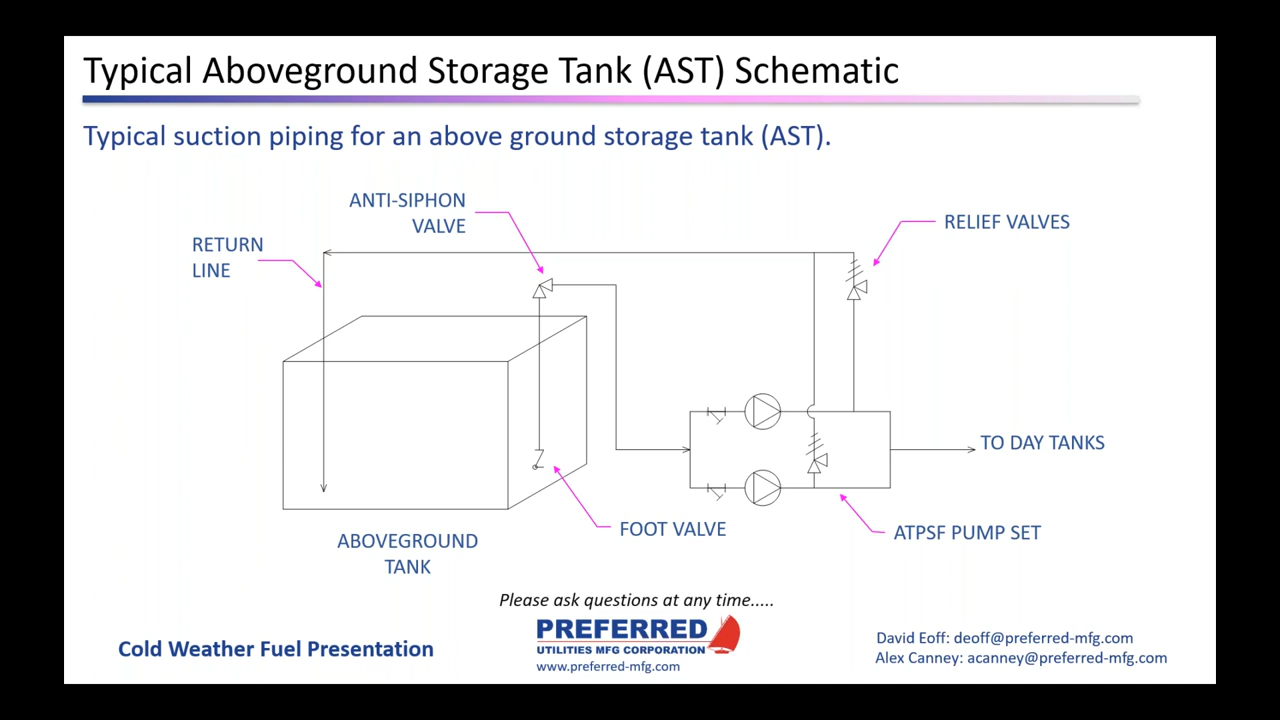 Typical Aboveground Storage Tank (AST) Schematic
Typical suction piping for an above ground storage tank (AST).
ANTI-SIPHON
VALVE
RELIEF VALVES
RETURN
LINE
TO DAY TANKS
FOOT VALVE
ATPSF PUMP SET
ABOVEGROUND
TANK
Please ask questions at any time.....
Cold Weather Fuel Presentation
PREFERRED
UTILITIES MFG CORPORATION
www.preferred-mfg.com
David Eoff: deoff@preferred-mfg.com
Alex Canney: acanney@preferred-mfg.com